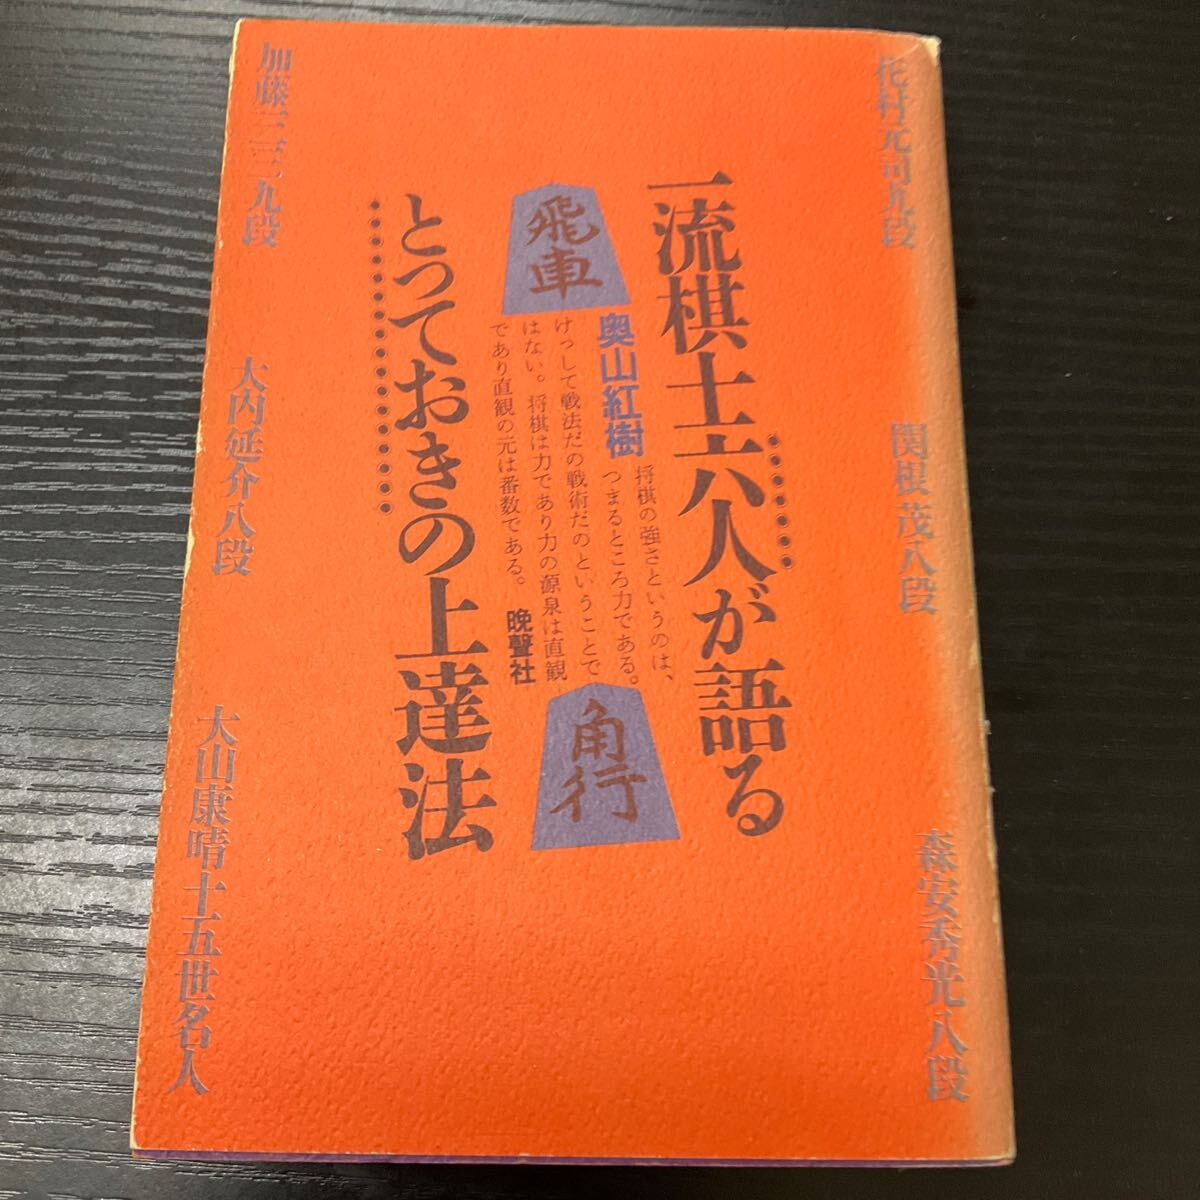 花村元司九段
関根茂八段
森安秀光八段
一流棋士六人が語る
とっておきの上達法
飛車
角行
奥山紅樹
将棋の強さというのは、
つまるところ力である。
けっして戦法だの戦術だのということで
はない。将棋は力であり力の源泉は直観
であり直観の元は番数である。
晩聲社
加藤一二三九段
大内延介八段
大山康晴十五世名人